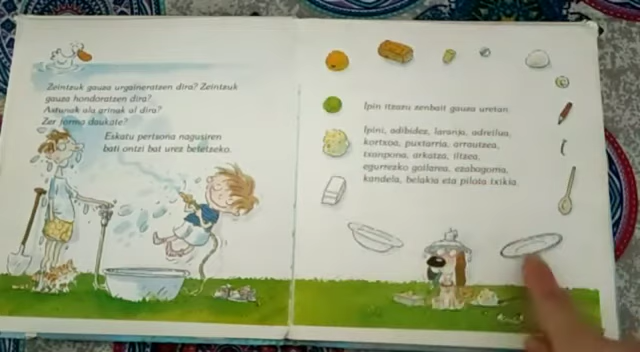 Zeintzuk gauza urgaineratzen dira? Zeintzuk
gauza hondoratzen dira?
Astunak ala arinak al dira?
Zer forma daukate?
Eskatu pertsona nagusiren
bati ontzi bat urez betetzeko.
Ipin itzazu zenbait gauza uretan.
Ipini, adibidez, laranja, adreilua,
kortxoa, puxtarria, arrautzea,
txanpona, arkatza, iltzea,
egurrezko goilarea, ezabagoma,
kandela, belakia eta pilota txikia.